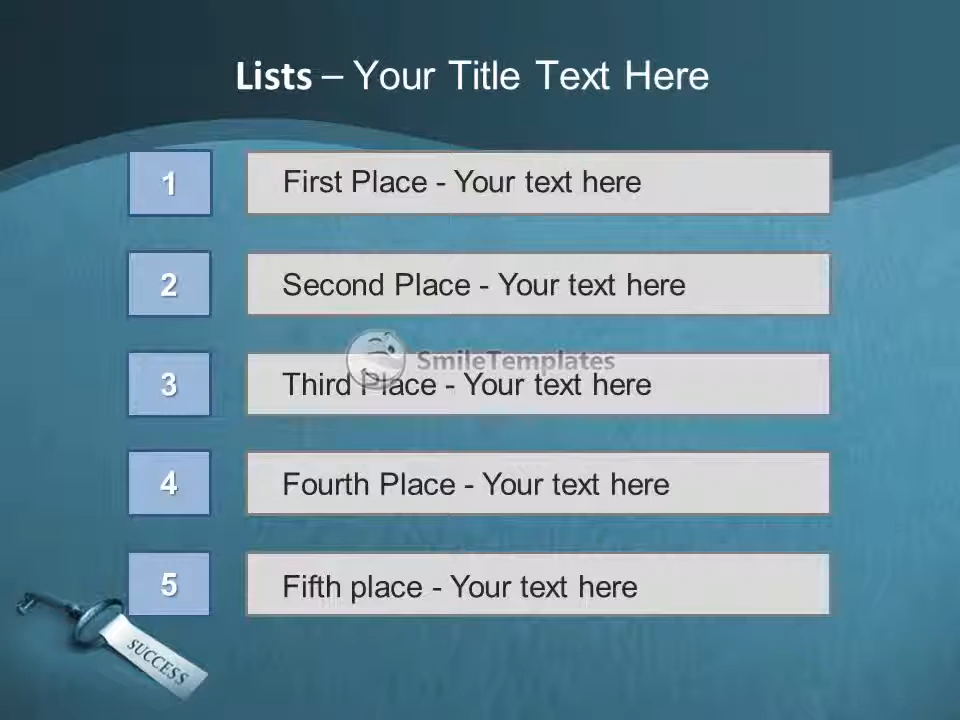 Lists – Your Title Text Here
1 First Place - Your text here
2 Second Place - Your text here
SmileTemplates
3 Third Place - Your text here
4 Fourth Place - Your text here
5 Fifth place - Your text here
SUCCESS